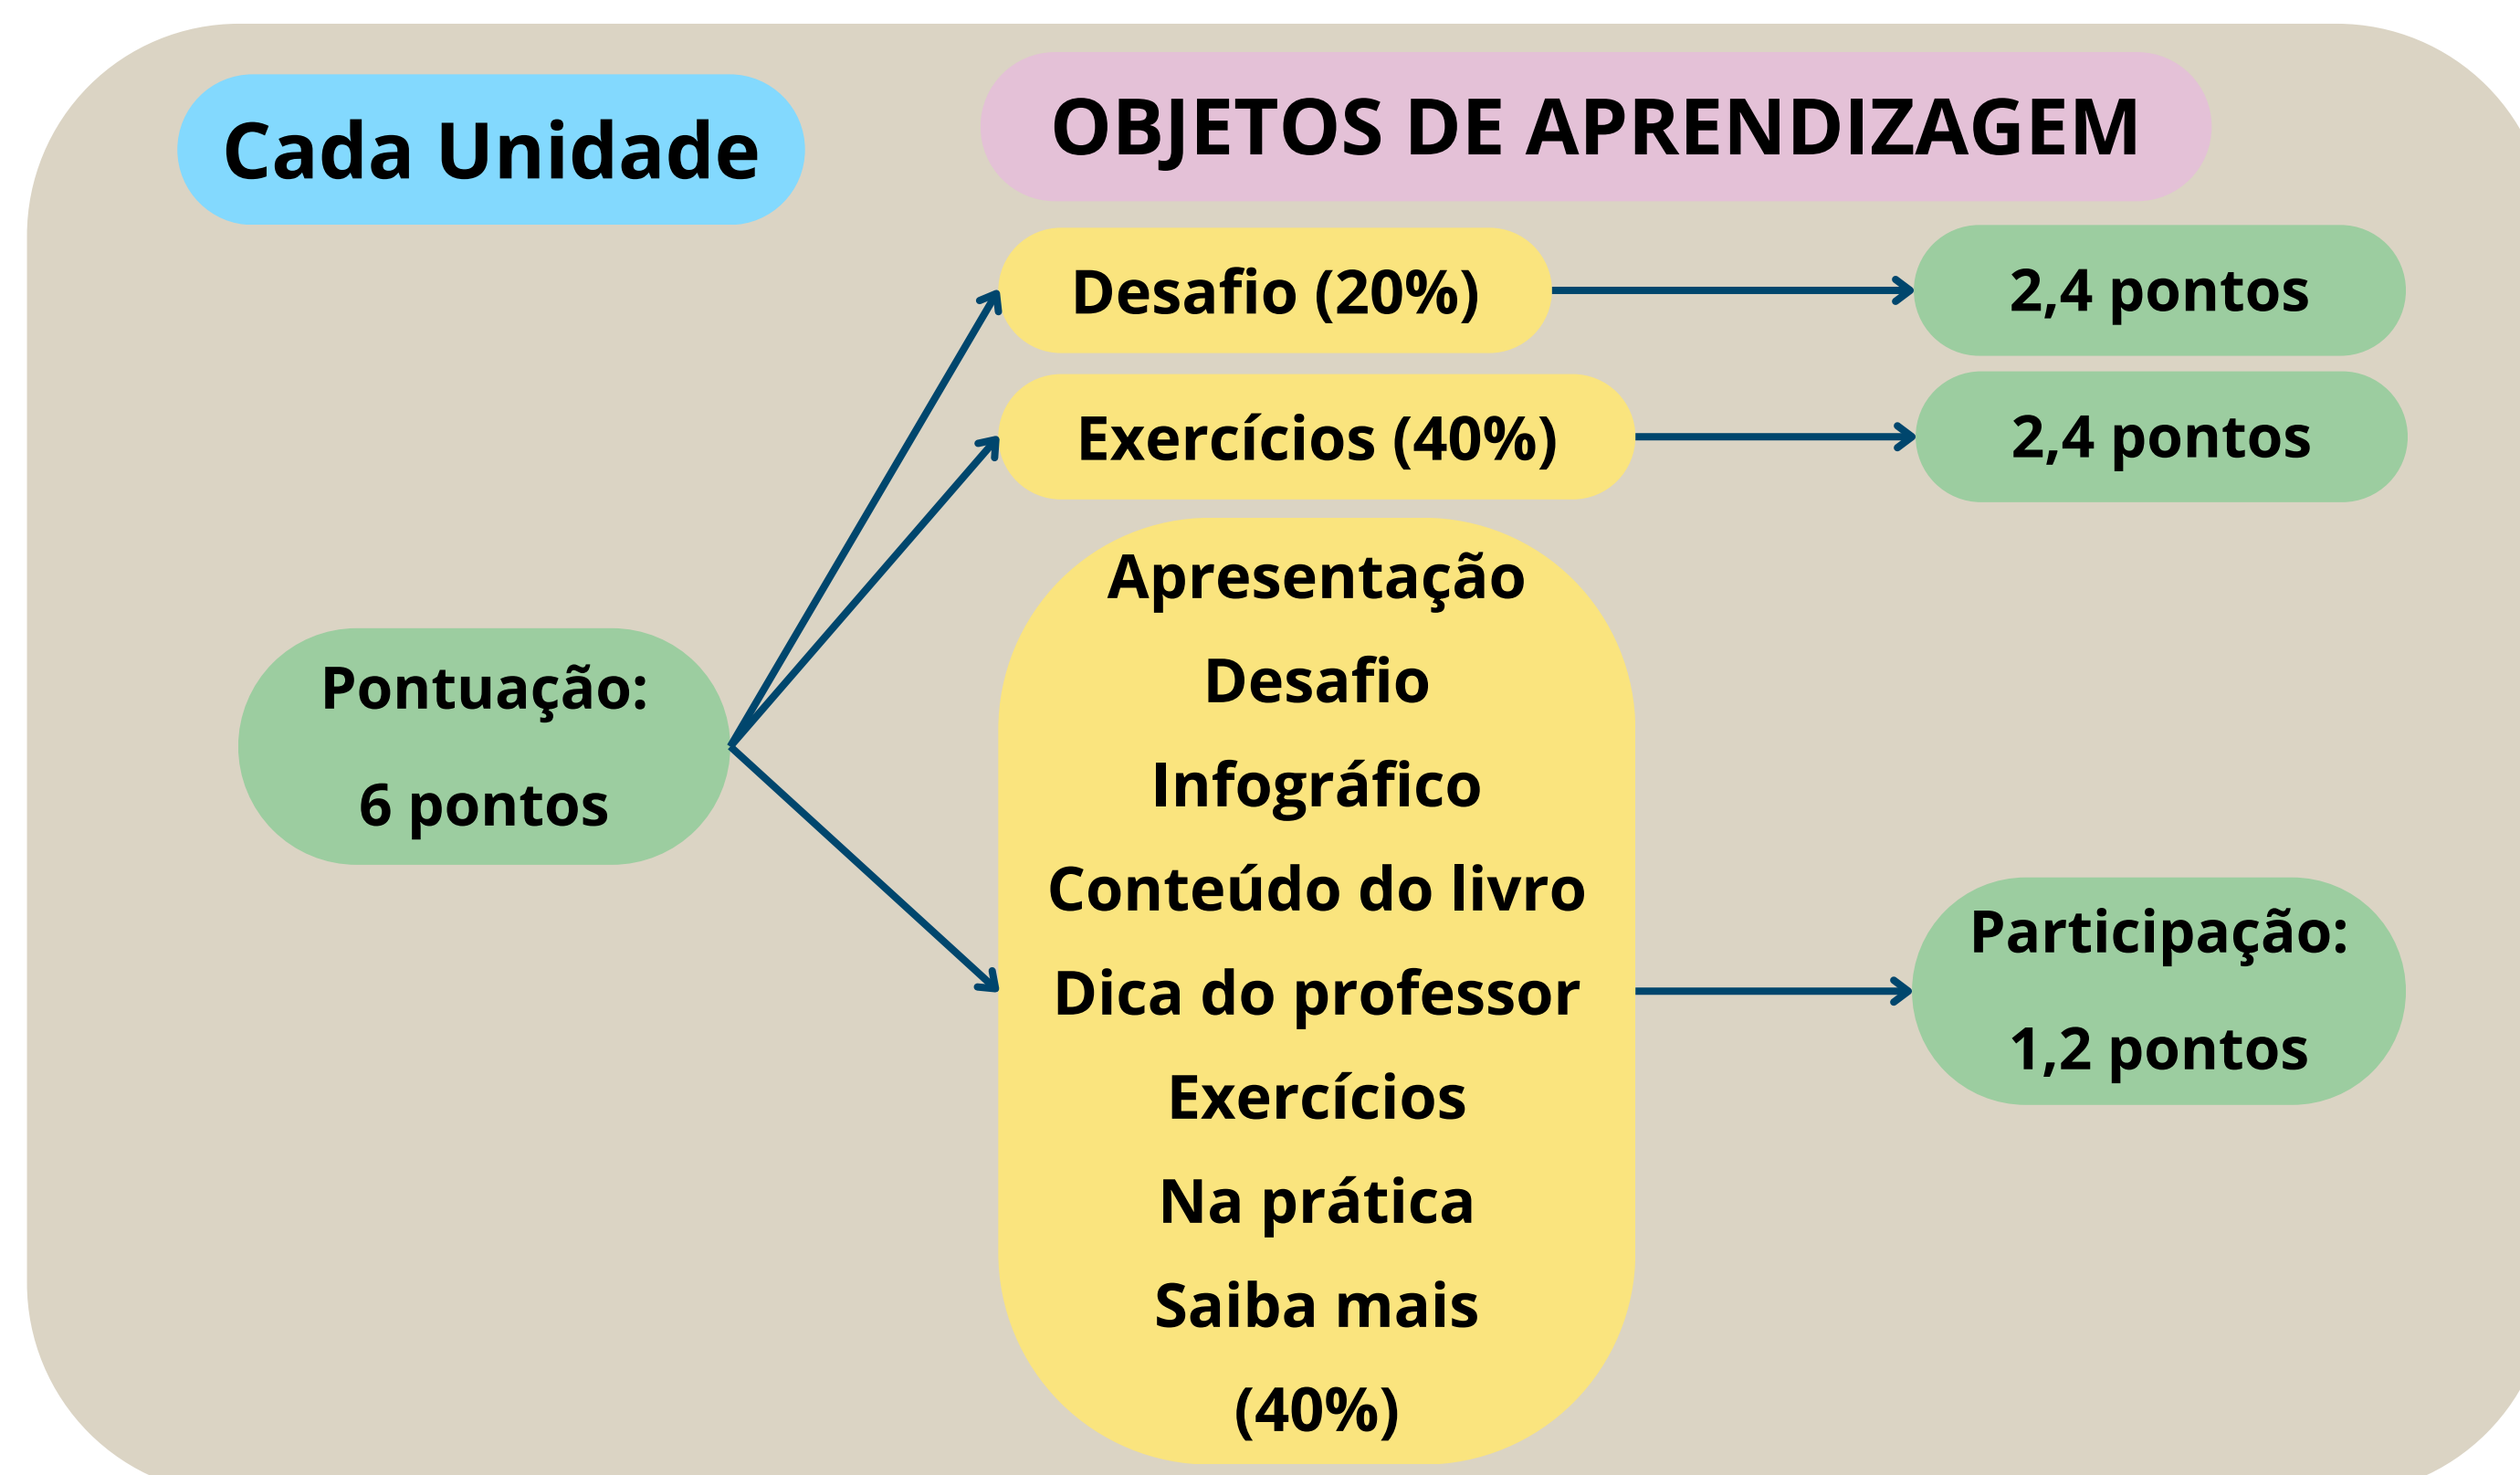 Cada Unidade
OBJETOS DE APRENDIZAGEM
Desafio (20%)
2,4 pontos
Exercícios (40%)
2,4 pontos
Pontuação:
6 pontos
Apresentação
Desafio
Infográfico
Conteúdo do livro
Dica do professor
Exercícios
Na prática
Saiba mais
(40%)
Participação:
1,2 pontos